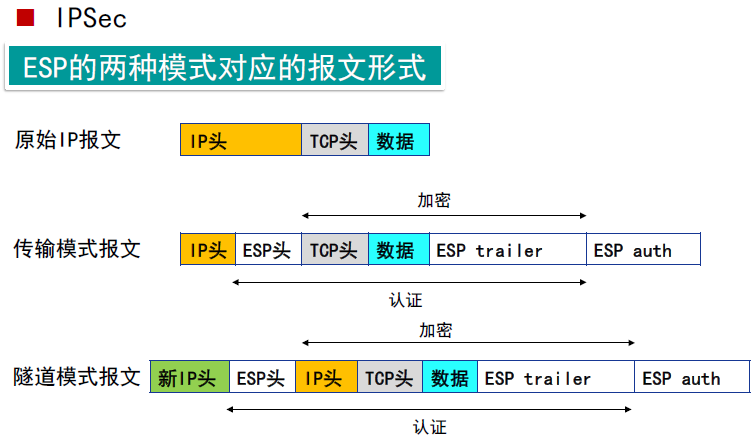 IPSec
ESP的两种模式对应的报文形式
原始IP报文 IP头 TCP头 数据
加密
传输模式报文 IP头 ESP头 TCP头 数据 ESP trailer ESP auth
认证
加密
隧道模式报文 新IP头 ESP头 IP头 TCP头 数据 ESP trailer ESP auth
认证